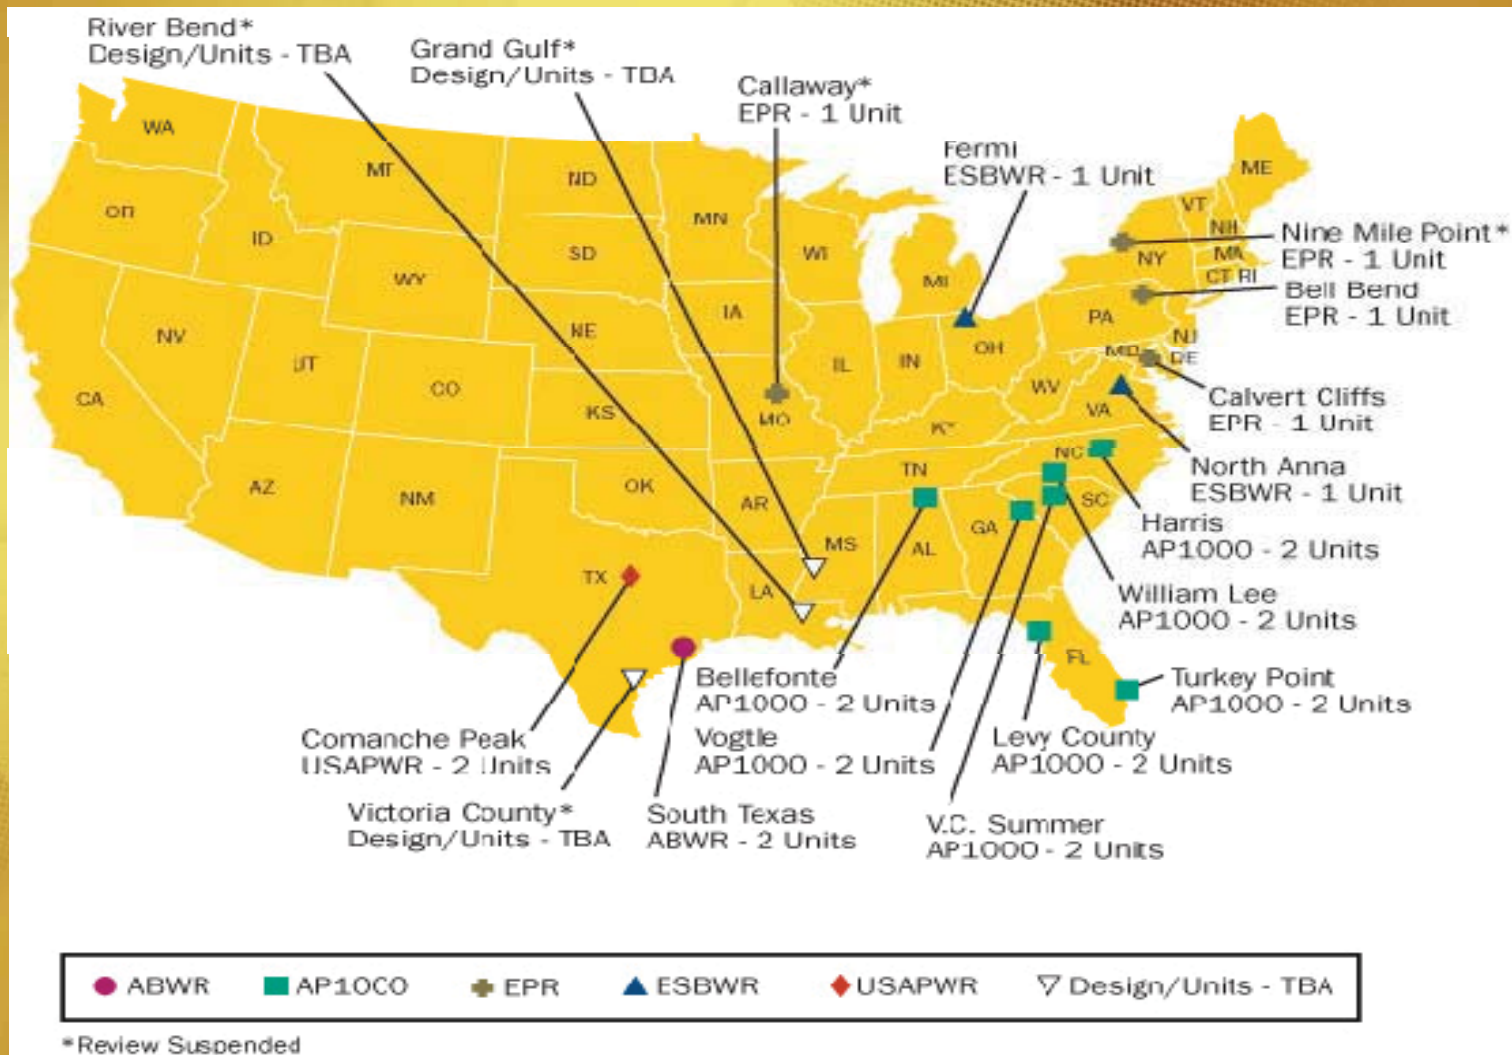 River Bend*
Design/Units - TBA
Grand Gulf*
Design/Units - TBA
Callaway*
EPR - 1 Unit
Fermi
ESBWR - 1 Unit
Nine Mile Point*
EPR - 1 Unit
Bell Bend
EPR - 1 Unit
Calvert Cliffs
EPR - 1 Unit
North Anna
ESBWR - 1 Unit
Harris
AP1000 - 2 Units
William Lee
AP1000 - 2 Units
Turkey Point
AP1000 - 2 Units
Levy County
AP1000 - 2 Units
V.C. Summer
AP1000 - 2 Units
Bellefonte
AP1000 - 2 Units
Vogtle
AP1000 - 2 Units
South Texas
ABWR - 2 Units
Comanche Peak
USAPWR - 2 Units
Victoria County*
Design/Units - TBA
WA
MT
ND
MN
OR
ID
SD
WI
MI
WY
IA
NE
NV
UT
CO
KS
CA
AZ
NM
OK
TX
AR
LA
MO
IL
IN
OH
KY
TN
MS
AL
GA
FL
SC
NC
VA
WV
PA
NY
VT
NH
ME
MA
CT RI
NJ
MD
DE
ABWR
AP1000
EPR
ESBWR
USAPWR
Design/Units - TBA
*Review Suspended